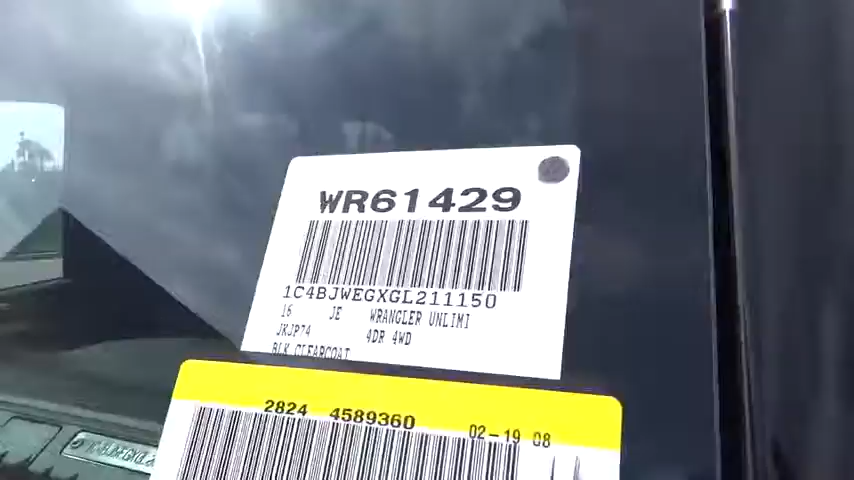 WR61429
1C4BJWEGXGL211150
16 JE WRANGLER UNLIMI
JKJP74 4DR 4WD
BLK CLEARCOAT
2824 4589360 02-19 08